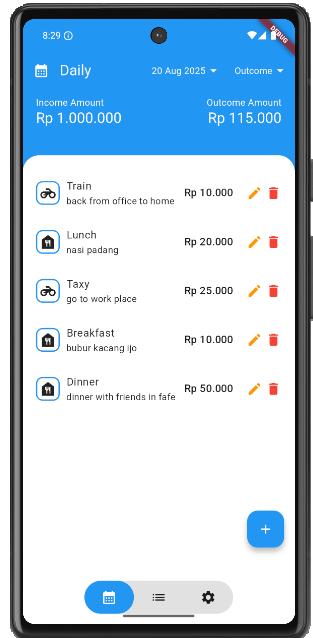 8:29
DEBUG
Daily 20 Aug 2025 Outcome
Income Amount Outcome Amount
Rp 1.000.000 Rp 115.000
Train
back from office to home Rp 10.000
Lunch
nasi padang Rp 20.000
Taxy
go to work place Rp 25.000
Breakfast
bubur kacang ijo Rp 10.000
Dinner
dinner with friends in fafe Rp 50.000